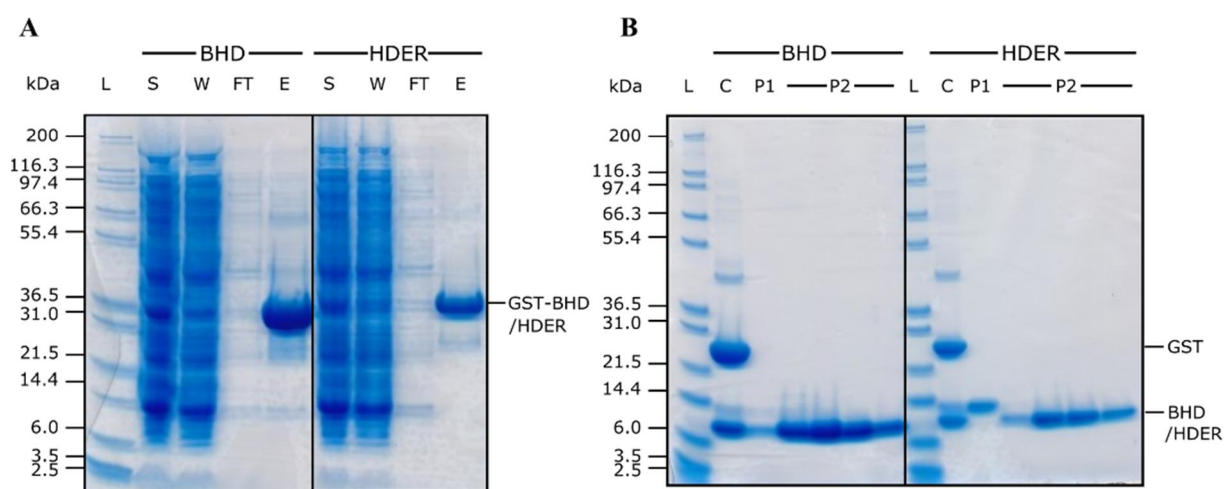 A
BHD HDER
kDa L S W FT E S W FT E
200
116.3
97.4
66.3
55.4
36.5
31.0
21.5
14.4
6.0
3.5
2.5
GST-BHD
/HDER
B
BHD HDER
kDa L C P1 P2 L C P1 P2
200
116.3
97.4
66.3
55.4
36.5
31.0
21.5
14.4
6.0
3.5
2.5
GST
BHD
/HDER